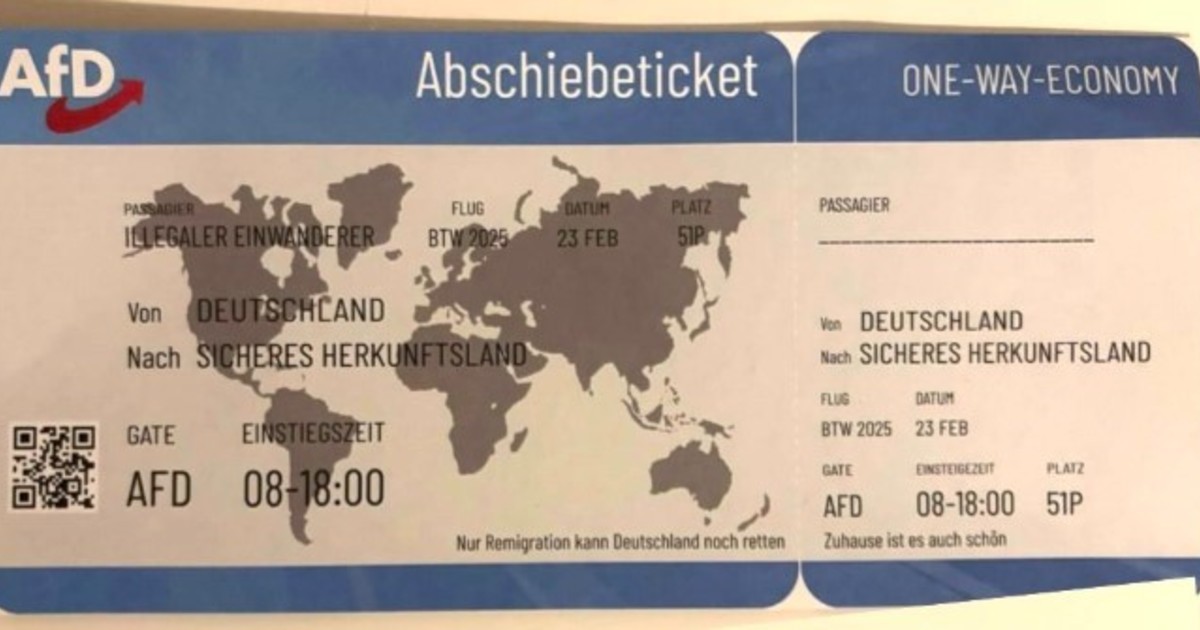 AfD
Abschiebeticket
PASSAGIER FLUG DATUM PLATZ
ILLEGALER EINWANDERER BTW 2025 23 FEB 51P
Von DEUTSCHLAND
Nach SICHERES HERKUNFTSLAND
GATE EINSTIEGSZEIT
AFD 08-18:00
Nur Remigration kann Deutschland noch retten
ONE-WAY-ECONOMY
PASSAGIER
Von DEUTSCHLAND
Nach SICHERES HERKUNFTSLAND
FLUG DATUM
BTW 2025 23 FEB
GATE EINSTEIGEZEIT PLATZ
AFD 08-18:00 51P
Zuhause ist es auch schön